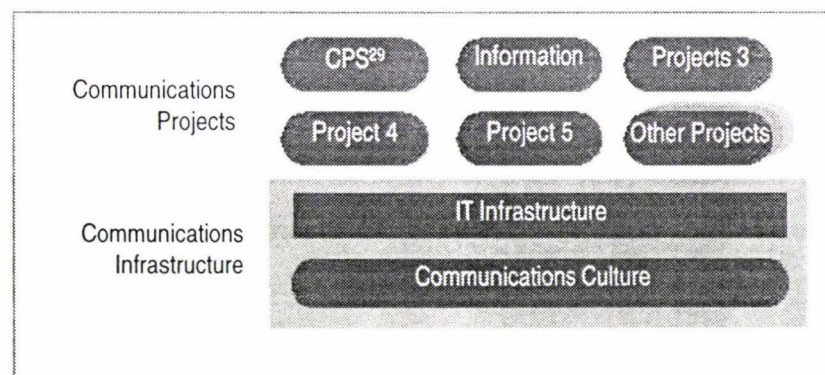 CPS²⁹ Information Projects 3
Communications
Projects
Project 4 Project 5 Other Projects
IT Infrastructure
Communications
Infrastructure
Communications Culture